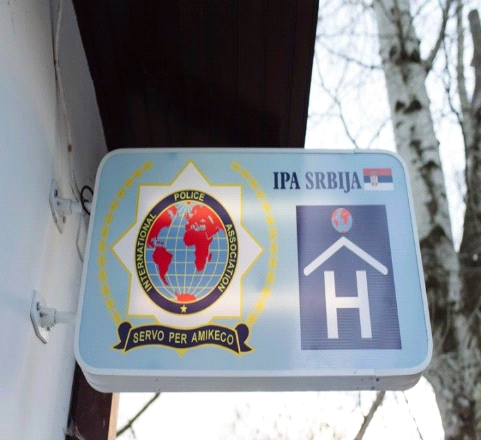 INTERNATIONAL POLICE ASSOCIATION
SERVO PER AMIKECO
IPA SRBIJA
H